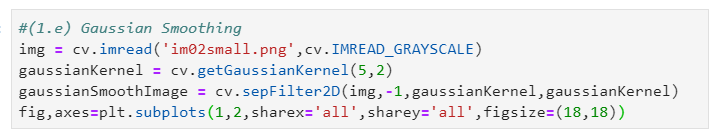 #(1.e) Gaussian Smoothing
img = cv.imread('im02small.png',cv.IMREAD_GRAYSCALE)
gaussianKernel = cv.getGaussianKernel(5,2)
gaussianSmoothImage = cv.sepFilter2D(img,-1,gaussianKernel,gaussianKernel)
fig,axes=plt.subplots(1,2,sharex='all',sharey='all',figsize=(18,18))